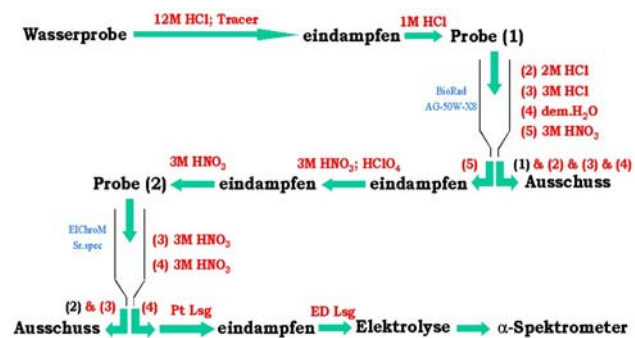 12M HCl; Tracer
1M HCl
Wasserprobe
eindampfen
Probe (1)
BioRad
AG-50W-X8
(2) 2M HCl
(3) 3M HCl
(4) dem.H₂O
(5) 3M HNO₃
3M HNO₃
3M HNO₃; HClO₄
(5)
(1) & (2) & (3) & (4)
Probe (2)
eindampfen
eindampfen
Ausschuss
ElChroM
Sr.spec
(3) 3M HNO₃
(4) 3M HNO₃
(2) & (3)
(4)
Pt Lsg
ED Lsg
Ausschuss
eindampfen
Elektrolyse
α-Spektrometer